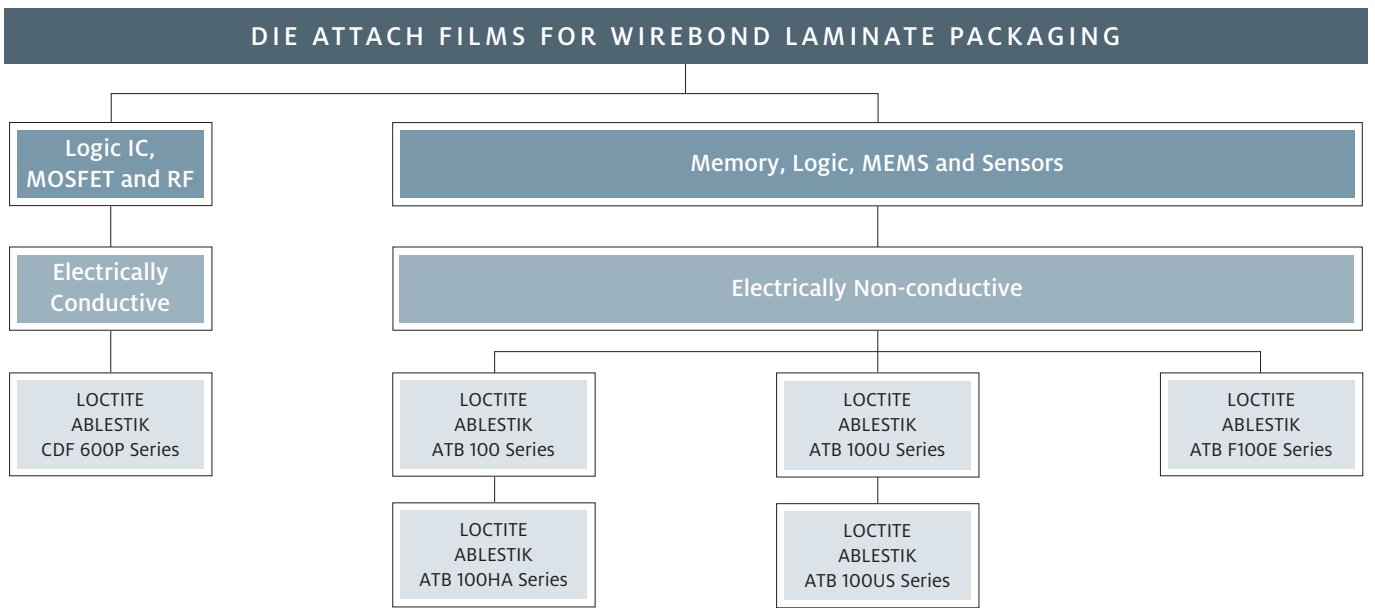 DIE ATTACH FILMS FOR WIREBOND LAMINATE PACKAGING
Logic IC,
MOSFET and RF
Memory, Logic, MEMS and Sensors
Electrically
Conductive
Electrically Non-conductive
LOCTITE
ABLESTIK
CDF 600P Series
LOCTITE
ABLESTIK
ATB 100 Series
LOCTITE
ABLESTIK
ATB 100U Series
LOCTITE
ABLESTIK
ATB F100E Series
LOCTITE
ABLESTIK
ATB 100HA Series
LOCTITE
ABLESTIK
ATB 100US Series